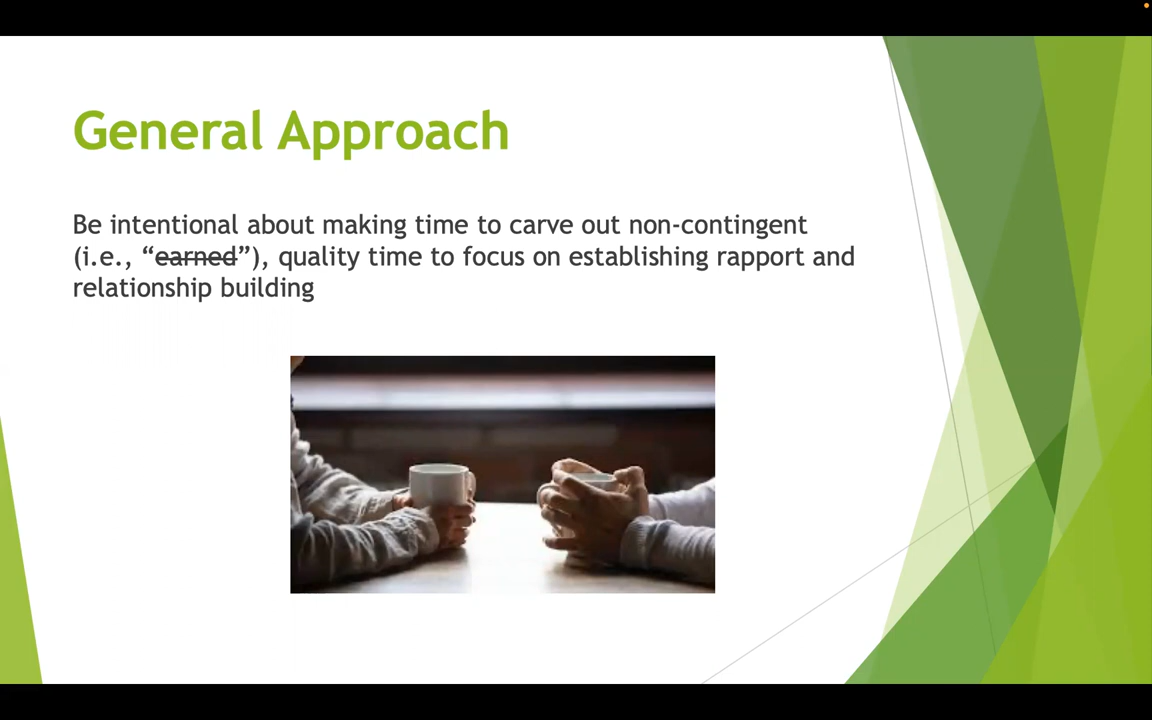 General Approach
Be intentional about making time to carve out non-contingent
(i.e., “earned”), quality time to focus on establishing rapport and
relationship building